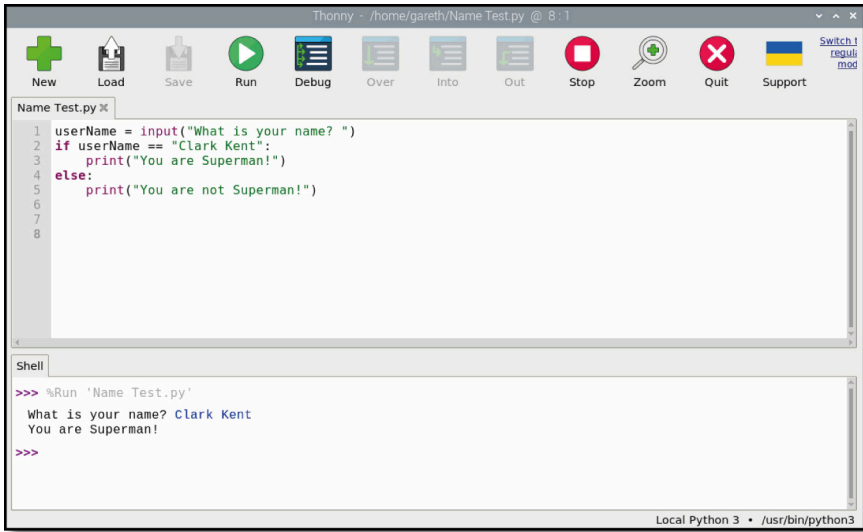 Thonny - /home/gareth/Name Test.py @ 8:1
New Load Save Run Debug Over Into Out Stop Zoom Quit Support
Switch t
regula
mod
Name Test.py
1 userName = input("What is your name? ")
2 if userName == "Clark Kent":
3     print("You are Superman!")
4 else:
5     print("You are not Superman!")
6
7
8
Shell
>>> %Run 'Name Test.py'
What is your name? Clark Kent
You are Superman!
>>>
Local Python 3 • /usr/bin/python3